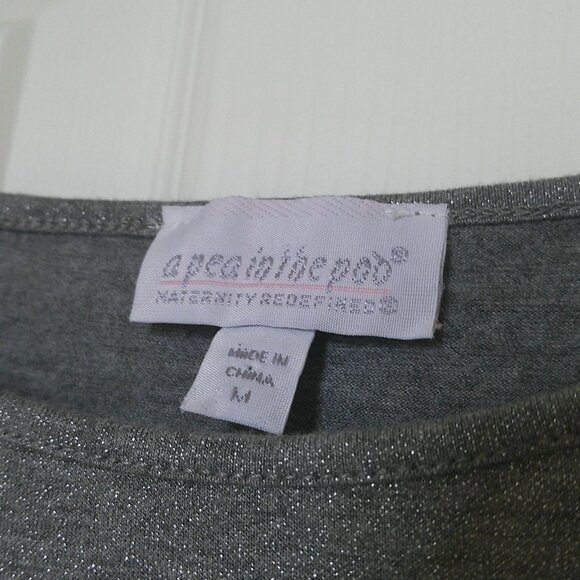 a pea in the pod®
MATERNITY REDEFINED®
MADE IN
CHINA
M